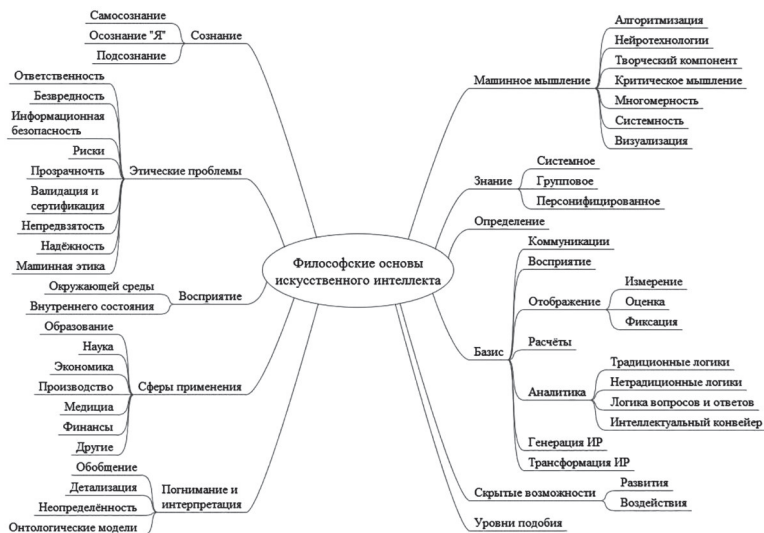 Самосознание
Осознание "Я"
Подсознание
Сознание
Ответственность
Безвредность
Информационная
безопасность
Риски
Прозрачночть
Валидация и
сертификация
Непредвзятость
Надёжность
Машинная этика
Этические проблемы
Окружающей среды
Внутреннего состояния
Восприятие
Образование
Наука
Экономика
Производство
Медициа
Финансы
Другие
Сферы применения
Обобщение
Детализация
Неопределённость
Онтологические модели
Погнимание и
интерпретация
Философские основы
искусственного интеллекта
Машинное мышление
Алгоритмизация
Нейротехнологии
Творческий компонент
Критическое мышление
Многомерность
Системность
Визуализация
Знание
Системное
Групповое
Персонифицированное
Определение
Базис
Коммуникации
Восприятие
Отображение
Измерение
Оценка
Фиксация
Расчёты
Аналитика
Традиционные логики
Нетрадиционные логики
Логика вопросов и ответов
Интеллектуальный конвейер
Генерация ИР
Трансформация ИР
Скрытые возможности
Развития
Воздействия
Уровни подобия